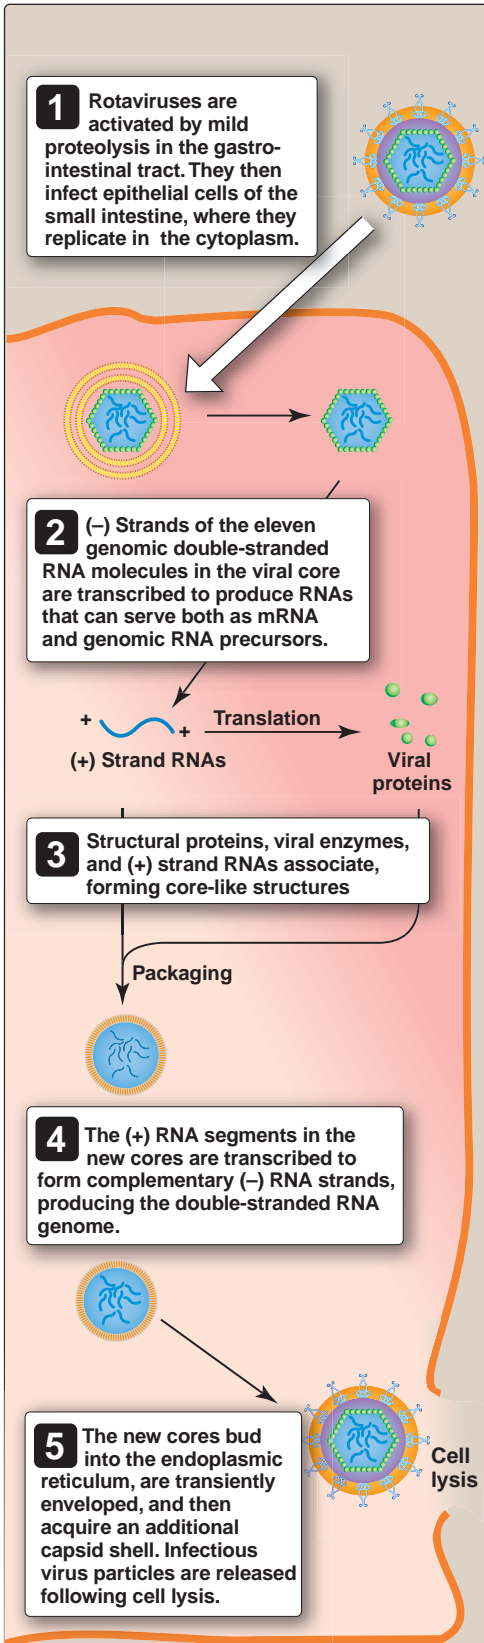 1 Rotaviruses are
activated by mild
proteolysis in the gastro-
intestinal tract. They then
infect epithelial cells of the
small intestine, where they
replicate in the cytoplasm.
2 (–) Strands of the eleven
genomic double-stranded
RNA molecules in the viral core
are transcribed to produce RNAs
that can serve both as mRNA
and genomic RNA precursors.
+ + Translation
(+) Strand RNAs
Viral
proteins
3 Structural proteins, viral enzymes,
and (+) strand RNAs associate,
forming core-like structures
Packaging
4 The (+) RNA segments in the
new cores are transcribed to
form complementary (–) RNA strands,
producing the double-stranded RNA
genome.
5 The new cores bud
into the endoplasmic
reticulum, are transiently
enveloped, and then
acquire an additional
capsid shell. Infectious
virus particles are released
following cell lysis.
Cell
lysis